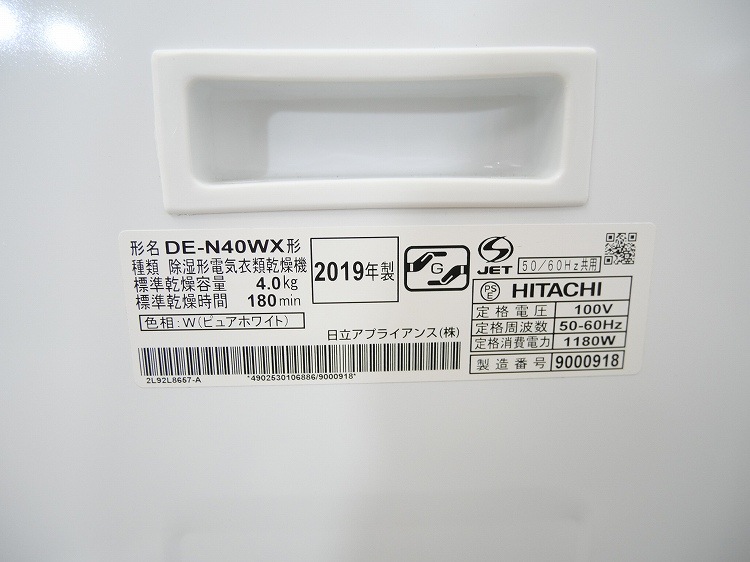 形名 DE-N40WX形
種類 除湿形電気衣類乾燥機
標準乾燥容量 4.0kg
標準乾燥時間 180min
色相:W(ピュアホワイト)
2019年製
G
S
JET
50/60Hz共用
PS
E
HITACHI
定格電圧 100V
定格周波数 50-60Hz
定格消費電力 1180W
製造番号 9000918
日立アプライアンス(株)
2L92L8657-A
*4902530106886/9000918*